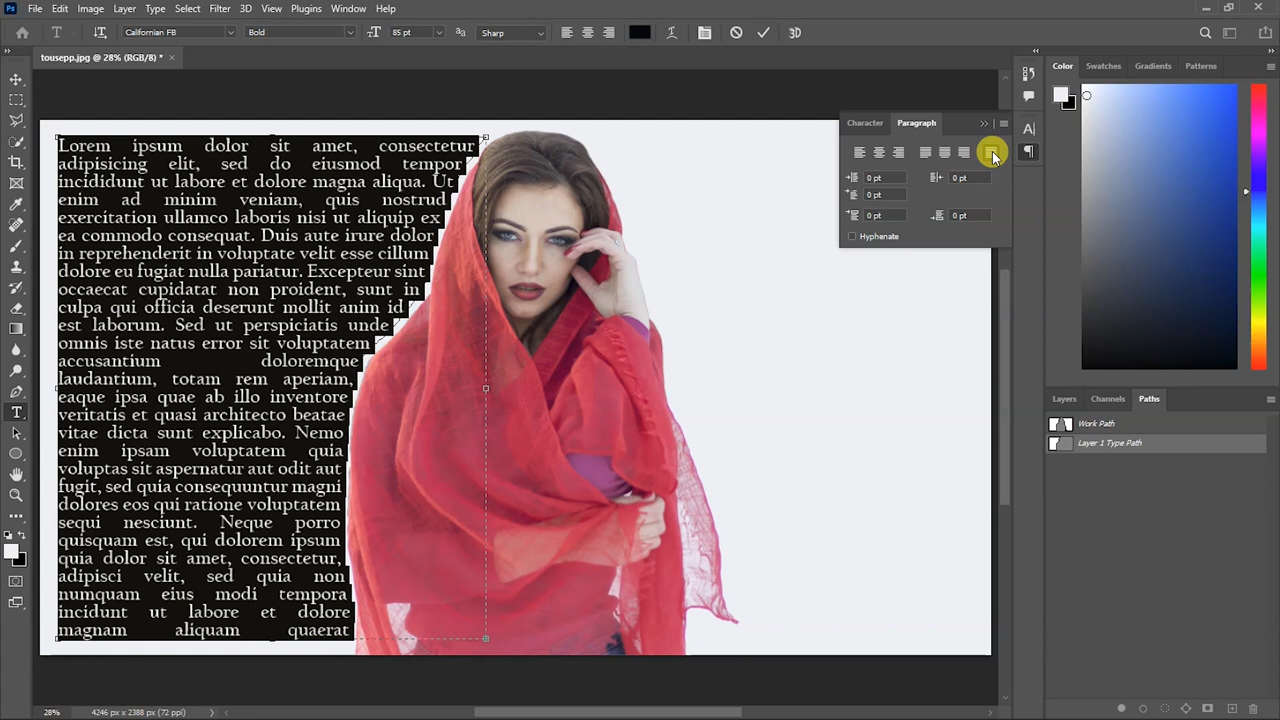 File Edit Image Layer Type Select Filter 3D View Plugins Window Help
Californian FB Bold 85 pt Sharp 3D
tousepp.jpg @ 28% (RGB/8) *
Color Swatches Gradients Patterns
Character Paragraph
0 pt 0 pt
0 pt
0 pt 0 pt
Hyphenate
Lorem ipsum dolor sit amet, consectetur
adipisicing elit, sed do eiusmod tempor
incididunt ut labore et dolore magna aliqua. Ut
enim ad minim veniam, quis nostrud
exercitation ullamco laboris nisi ut aliquip ex
ea commodo consequat. Duis aute irure dolor
in reprehenderit in voluptate velit esse cillum
dolore eu fugiat nulla pariatur. Excepteur sint
occaecat cupidatat non proident, sunt in
culpa qui officia deserunt mollit anim id
est laborum. Sed ut perspiciatis unde
omnis iste natus error sit voluptatem
accusantium doloremque
laudantium, totam rem aperiam,
eaque ipsa quae ab illo inventore
veritatis et quasi architecto beatae
vitae dicta sunt explicabo. Nemo
enim ipsam voluptatem quia
voluptas sit aspernatur aut odit aut
fugit, sed quia consequuntur magni
dolores eos qui ratione voluptatem
sequi nesciunt. Neque porro
quisquam est, qui dolorem ipsum
quia dolor sit amet, consectetur,
adipisci velit, sed quia non
numquam eius modi tempora
incidunt ut labore et dolore
magnam aliquam quaerat
Layers Channels Paths
Work Path
Layer 1 Type Path
28% 4246 px x 2388 px (72 ppi)